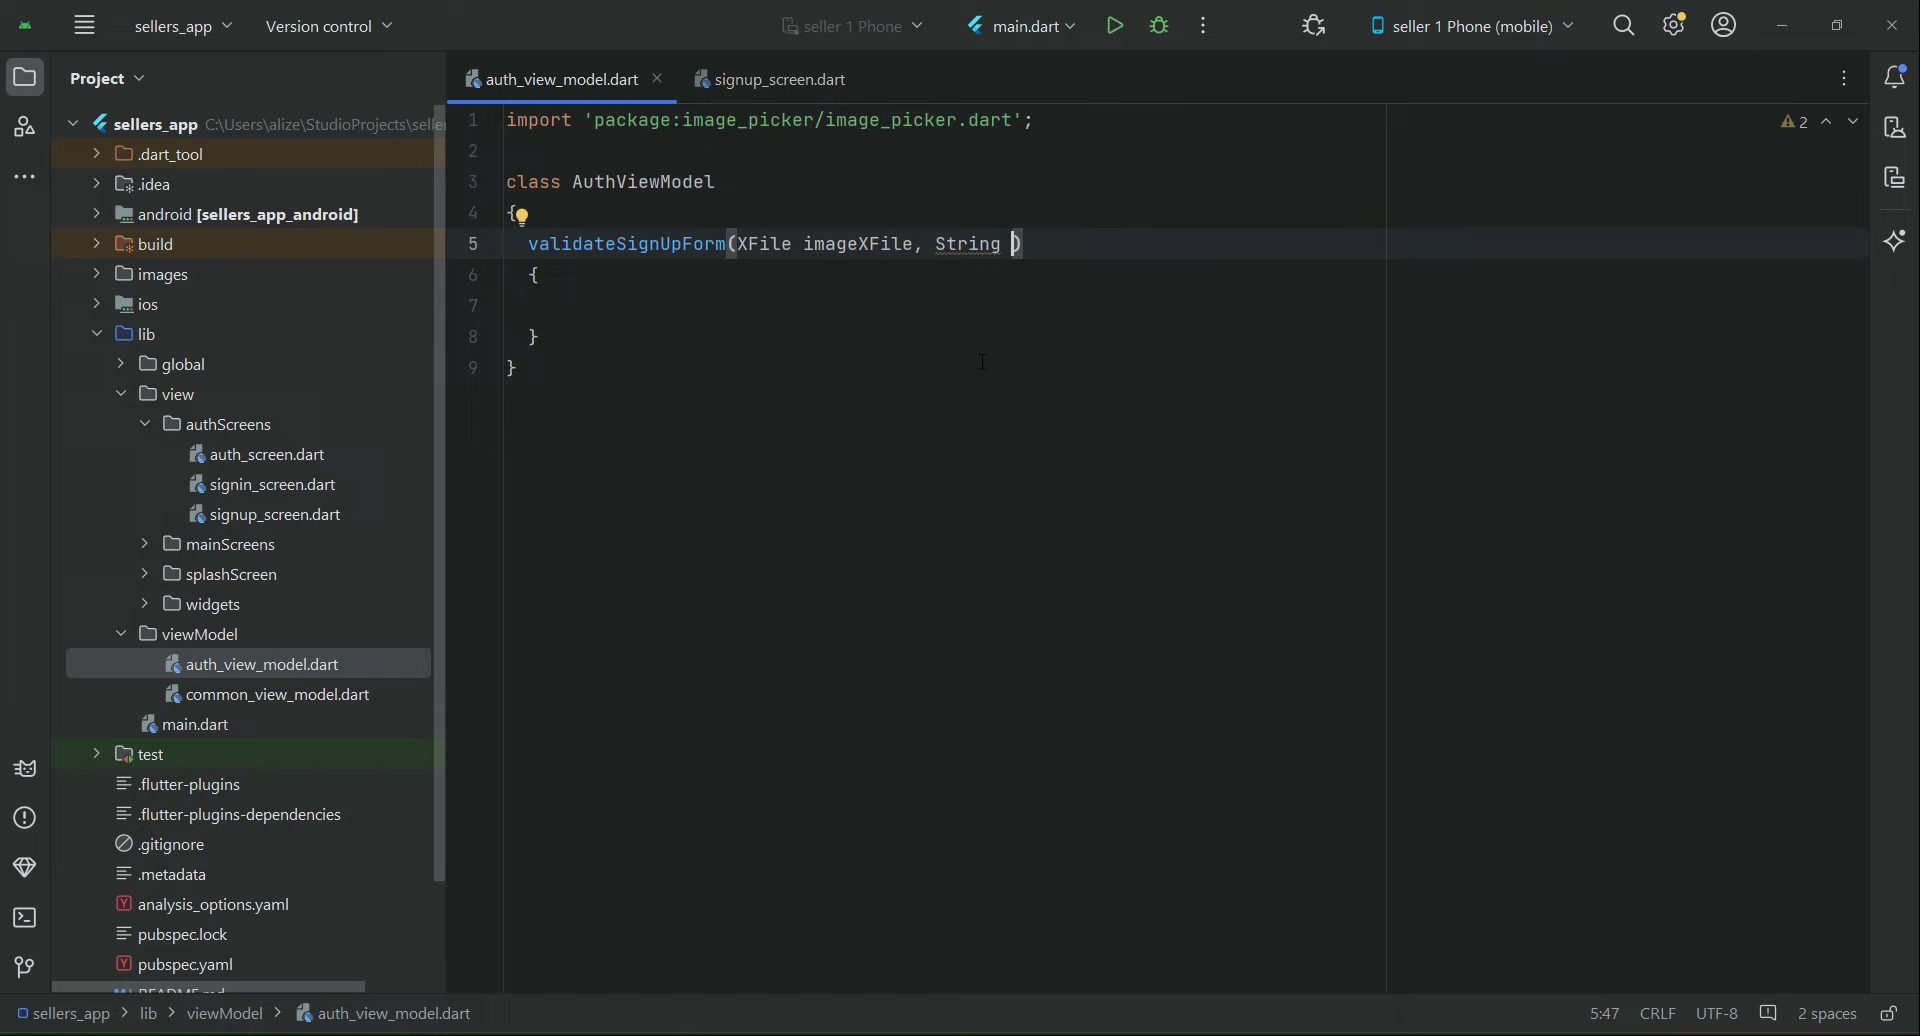 sellers_app
Version control
seller 1 Phone
main.dart
seller 1 Phone (mobile)
Project
auth_view_model.dart
signup_screen.dart
sellers_app C:\Users\alize\StudioProjects\selle
.dart_tool
.idea
android [sellers_app_android]
build
images
ios
lib
global
view
authScreens
auth_screen.dart
signin_screen.dart
signup_screen.dart
mainScreens
splashScreen
widgets
viewModel
auth_view_model.dart
common_view_model.dart
main.dart
test
.flutter-plugins
.flutter-plugins-dependencies
.gitignore
.metadata
analysis_options.yaml
pubspec.lock
pubspec.yaml
1 import 'package:image_picker/image_picker.dart';
2
2
3 class AuthViewModel
4 {
5 validateSignUpForm(XFile imageXFile, String )
6 {
7
8 }
9 }
sellers_app > lib > viewModel > auth_view_model.dart
5:47 CRLF UTF-8 2 spaces